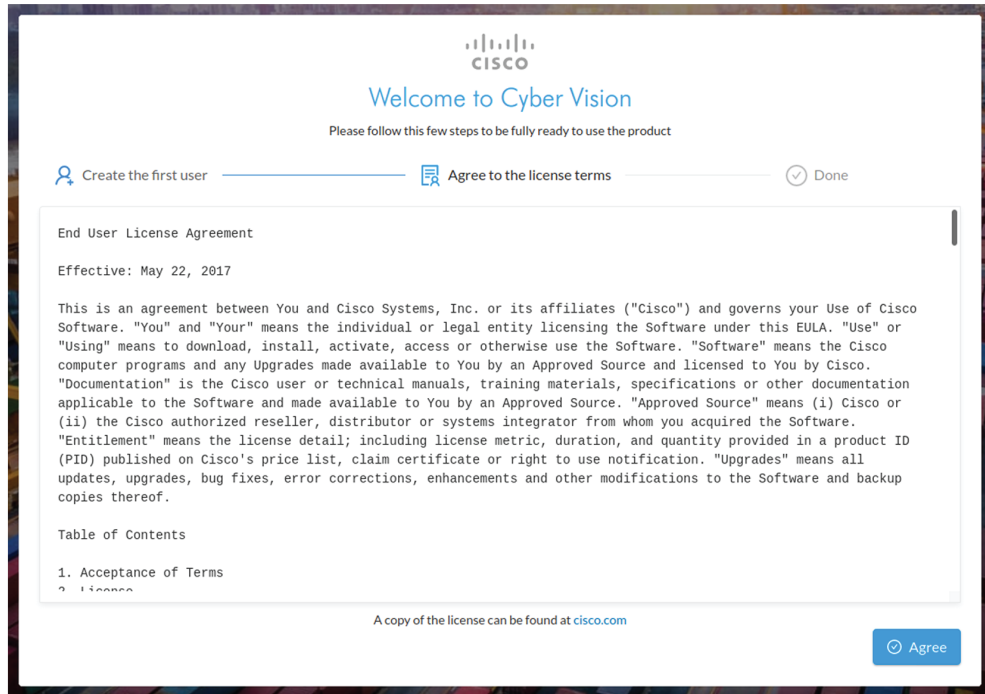 CISCO
Welcome to Cyber Vision
Please follow this few steps to be fully ready to use the product
Create the first user
Agree to the license terms
Done
End User License Agreement
Effective: May 22, 2017
This is an agreement between You and Cisco Systems, Inc. or its affiliates ("Cisco") and governs your Use of Cisco
Software. "You" and "Your" means the individual or legal entity licensing the Software under this EULA. "Use" or
"Using" means to download, install, activate, access or otherwise use the Software. "Software" means the Cisco
computer programs and any Upgrades made available to You by an Approved Source and licensed to You by Cisco.
"Documentation" is the Cisco user or technical manuals, training materials, specifications or other documentation
applicable to the Software and made available to You by an Approved Source. "Approved Source" means (i) Cisco or
(ii) the Cisco authorized reseller, distributor or systems integrator from whom you acquired the Software.
"Entitlement" means the license detail; including license metric, duration, and quantity provided in a product ID
(PID) published on Cisco's price list, claim certificate or right to use notification. "Upgrades" means all
updates, upgrades, bug fixes, error corrections, enhancements and other modifications to the Software and backup
copies thereof.
Table of Contents
1. Acceptance of Terms
2. License
A copy of the license can be found at cisco.com
Agree